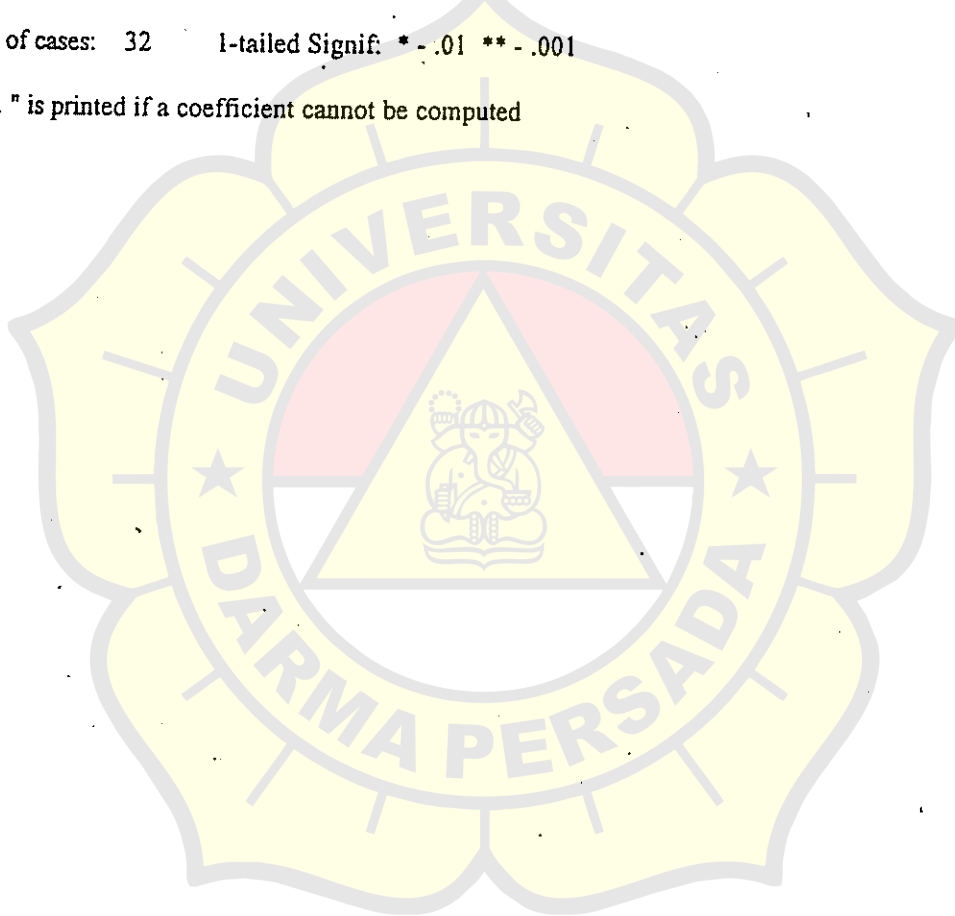 of cases: 32 1-tailed Signif: * - .01 ** - .001
. " is printed if a coefficient cannot be computed
UNIVERSITAS
DARMA PERSADA